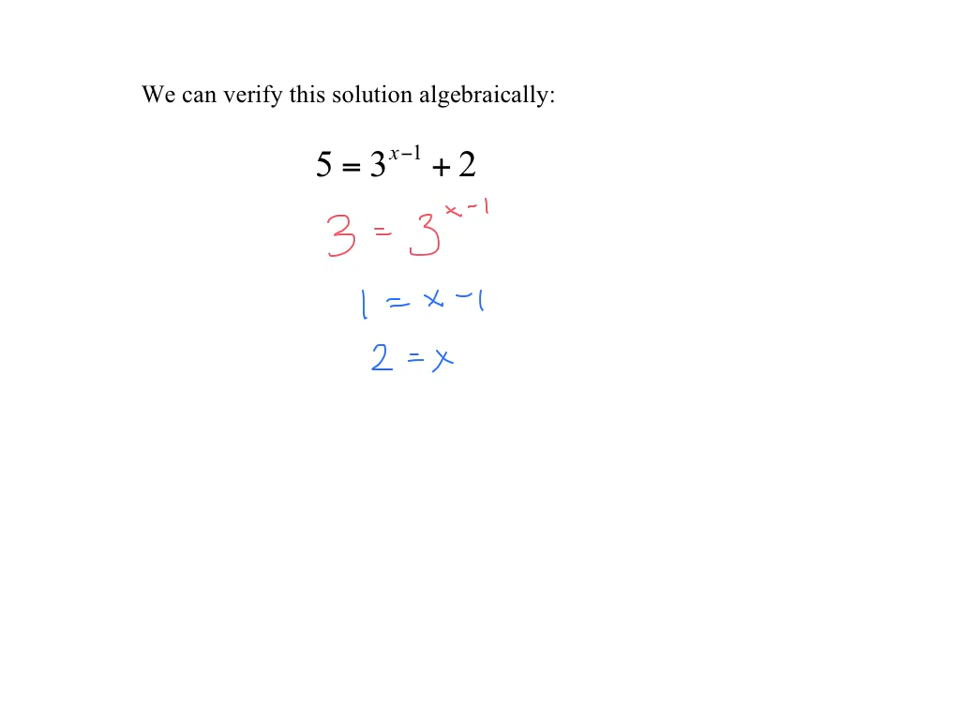 We can verify this solution algebraically:
5 = 3^{x−1} + 2
3 = 3^{x−1}
1 = x − 1
2 = x